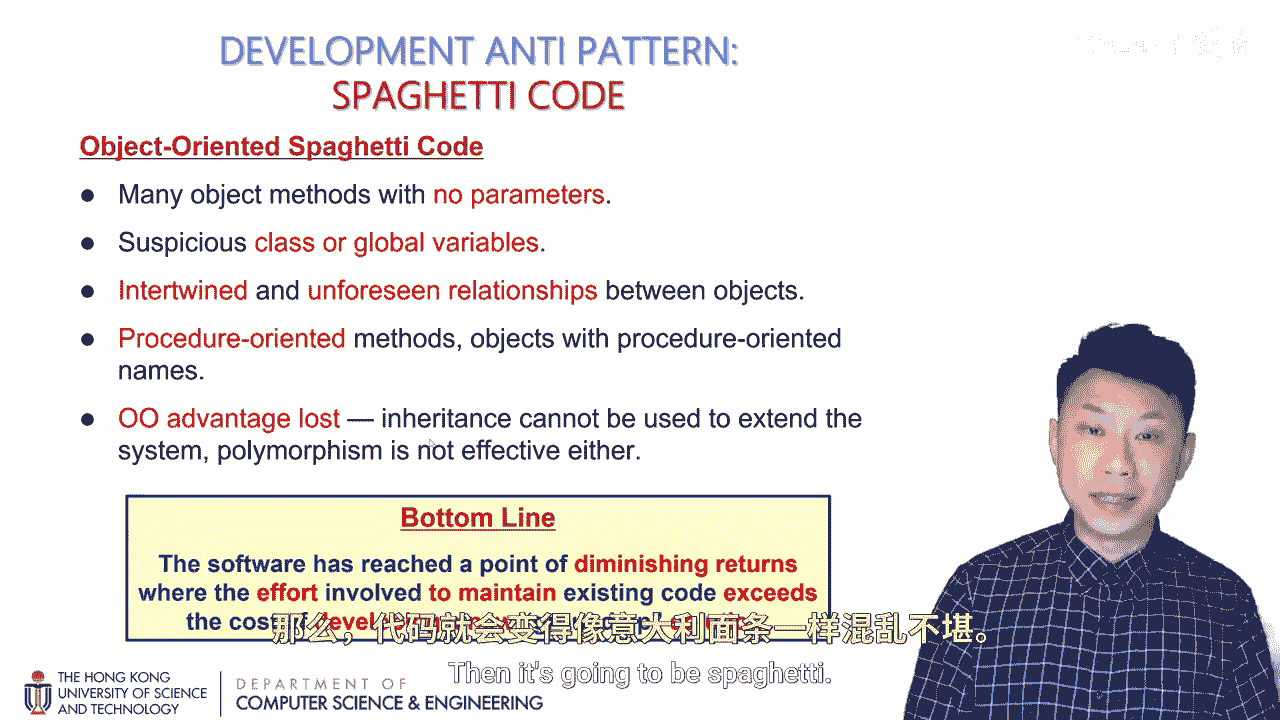 DEVELOPMENT ANTI PATTERN:
SPAGHETTI CODE
Object-Oriented Spaghetti Code
● Many object methods with no parameters.
● Suspicious class or global variables.
● Intertwined and unforeseen relationships between objects.
● Procedure-oriented methods, objects with procedure-oriented
names.
● OO advantage lost — inheritance cannot be used to extend the
system, polymorphism is not effective either.
Bottom Line
The software has reached a point of diminishing returns
where the effort involved to maintain existing code exceeds
the cost of
那么，代码就会变得像意大利面条一样混乱不堪。
Then it's going to be spaghetti.
THE HONG KONG
UNIVERSITY OF SCIENCE
AND TECHNOLOGY
DEPARTMENT OF
COMPUTER SCIENCE & ENGINEERING